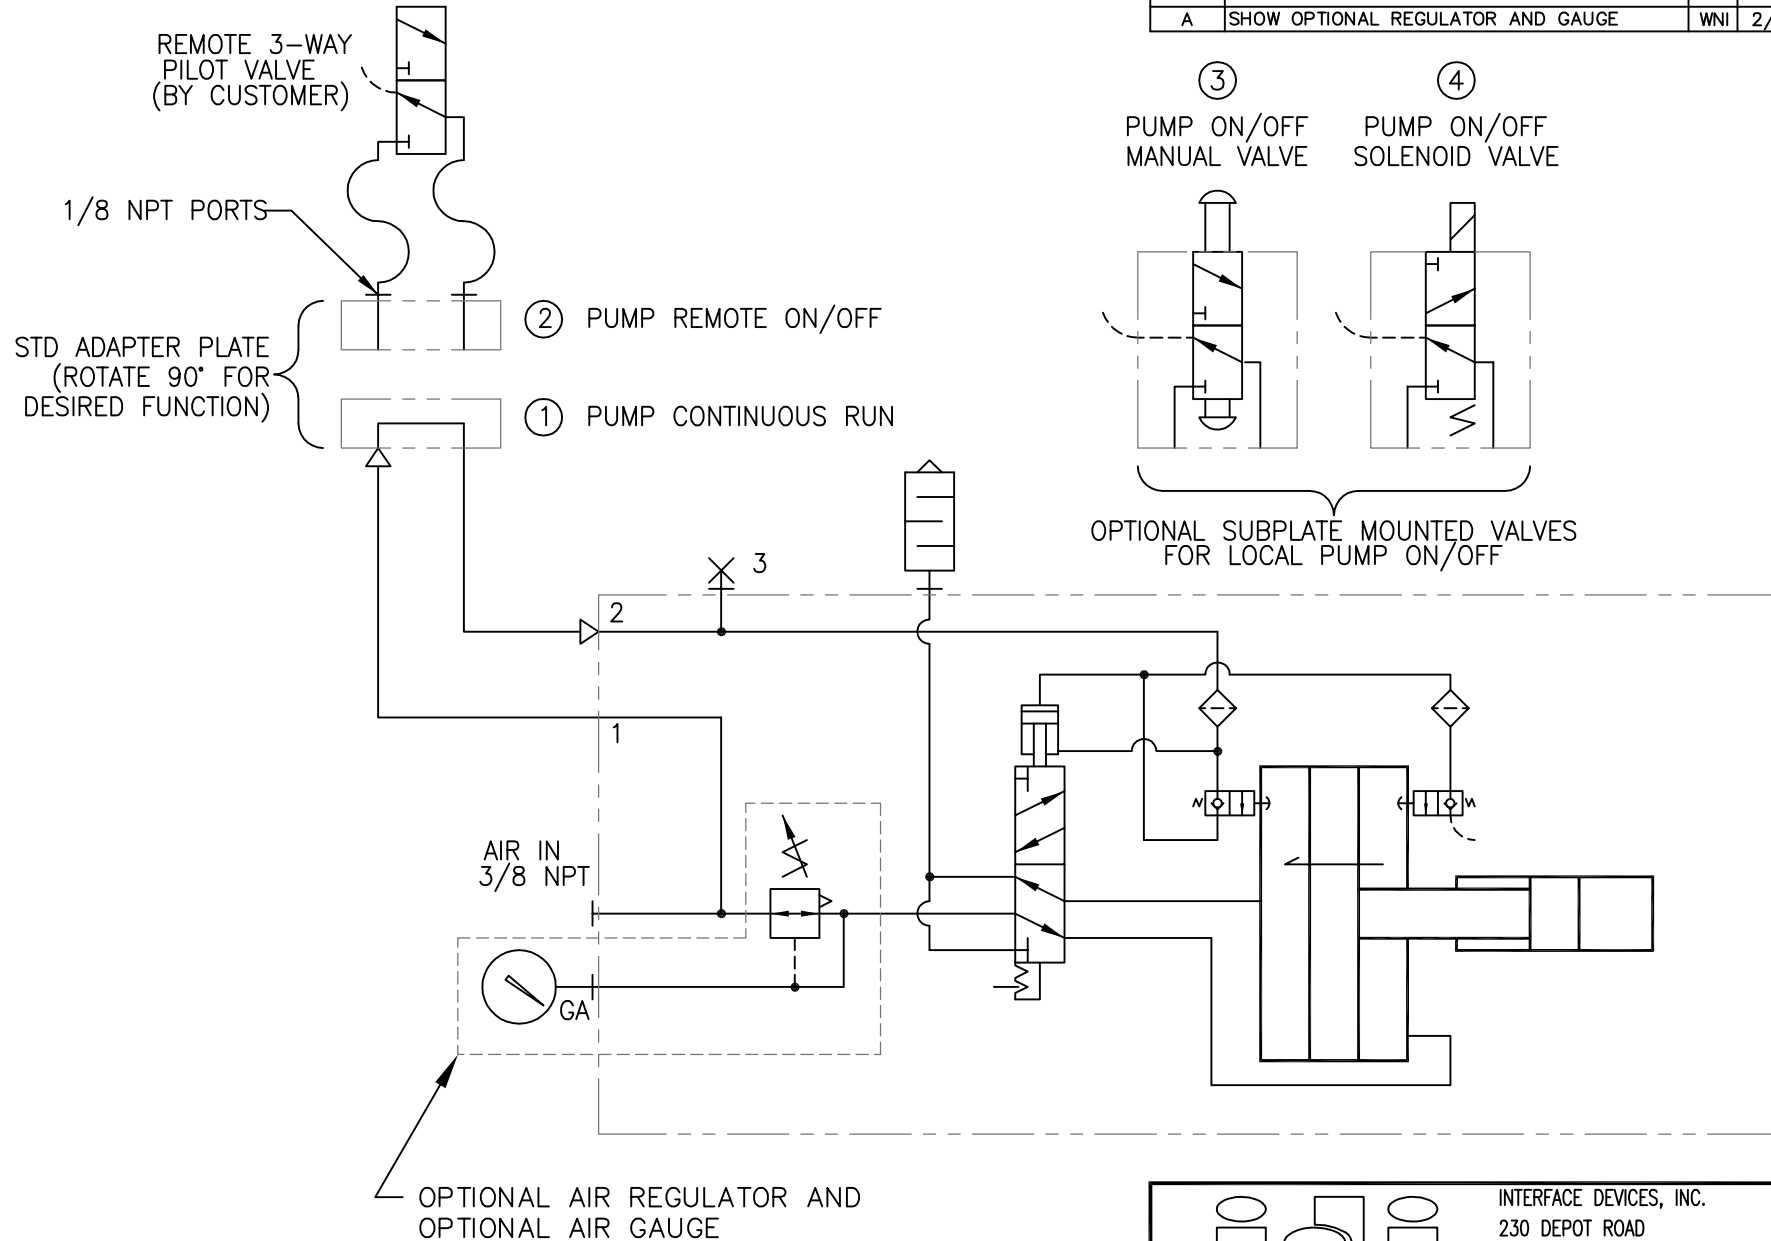 A SHOW OPTIONAL REGULATOR AND GAUGE WNI 2/
REMOTE 3-WAY
PILOT VALVE
(BY CUSTOMER)
3
PUMP ON/OFF
MANUAL VALVE
4
PUMP ON/OFF
SOLENOID VALVE
1/8 NPT PORTS
2 PUMP REMOTE ON/OFF
STD ADAPTER PLATE
(ROTATE 90° FOR
DESIRED FUNCTION)
1 PUMP CONTINUOUS RUN
OPTIONAL SUBPLATE MOUNTED VALVES
FOR LOCAL PUMP ON/OFF
3
2
1
AIR IN
3/8 NPT
GA
OPTIONAL AIR REGULATOR AND
OPTIONAL AIR GAUGE
INTERFACE DEVICES, INC.
230 DEPOT ROAD